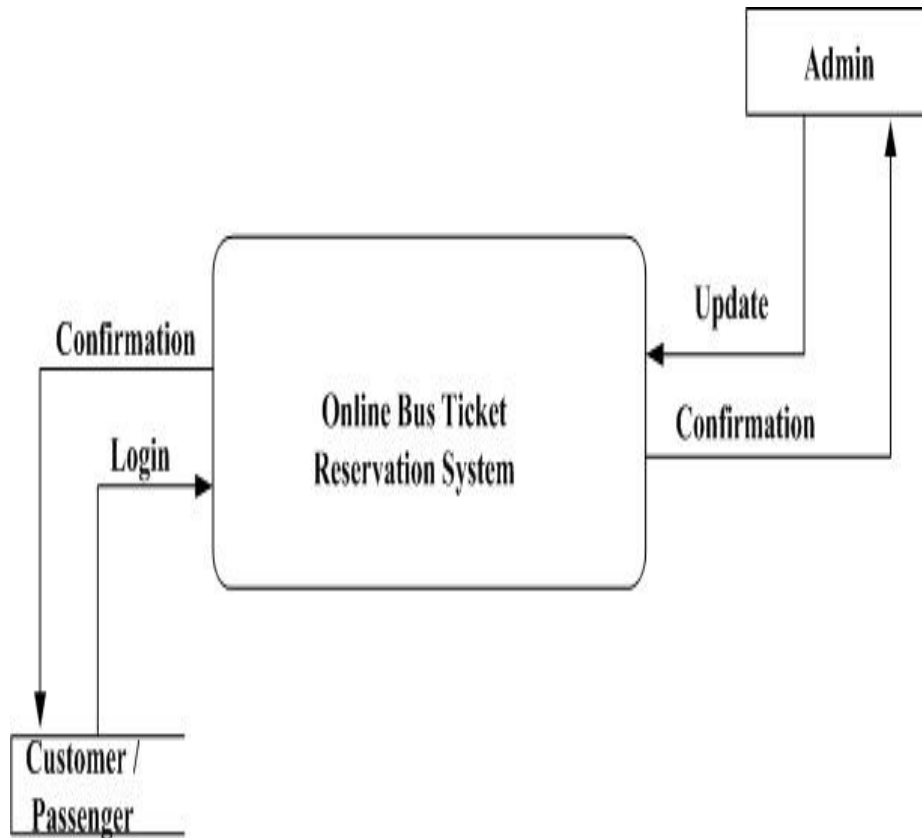 Admin
Update
Confirmation
Confirmation
Login
Online Bus Ticket
Reservation System
Customer /
Passenger